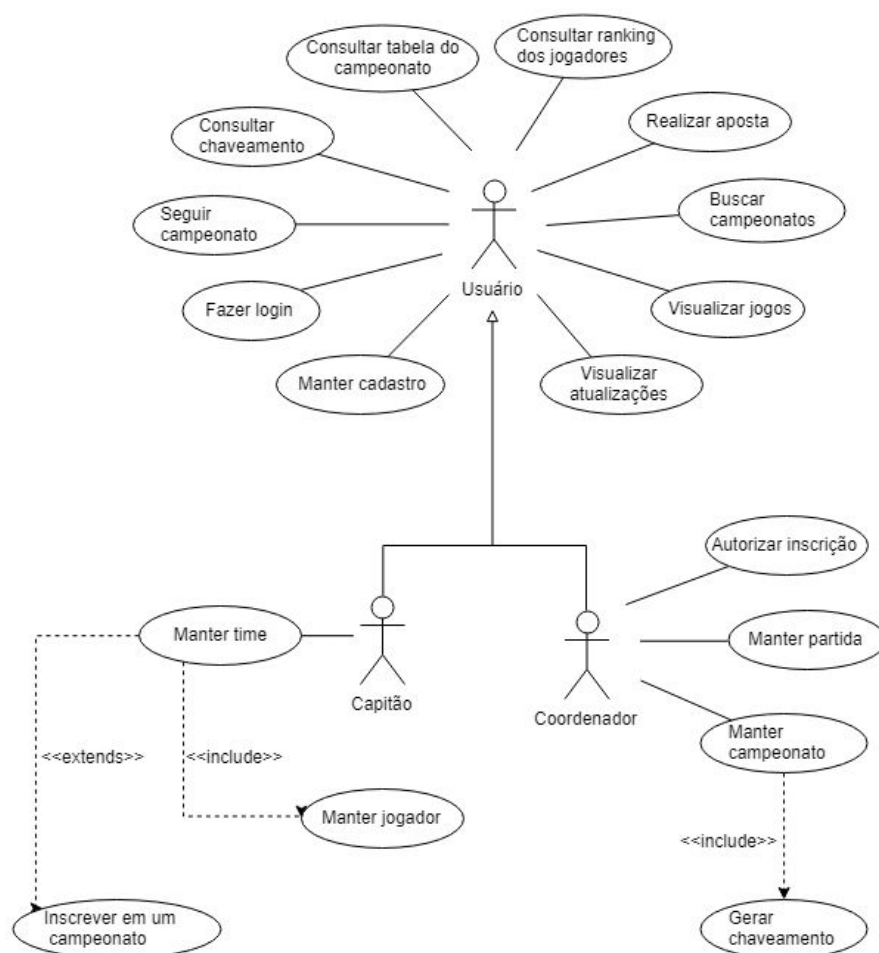 Consultar tabela do
campeonato
Consultar ranking
dos jogadores
Consultar
chaveamento
Realizar aposta
Seguir
campeonato
Buscar
campeonatos
Usuário
Fazer login
Visualizar jogos
Manter cadastro
Visualizar
atualizações
Autorizar inscrição
Manter time
Manter partida
Capitão
Coordenador
Manter
campeonato
<<extends>>
<<include>>
Manter jogador
<<include>>
Inscrever em um
campeonato
Gerar
chaveamento